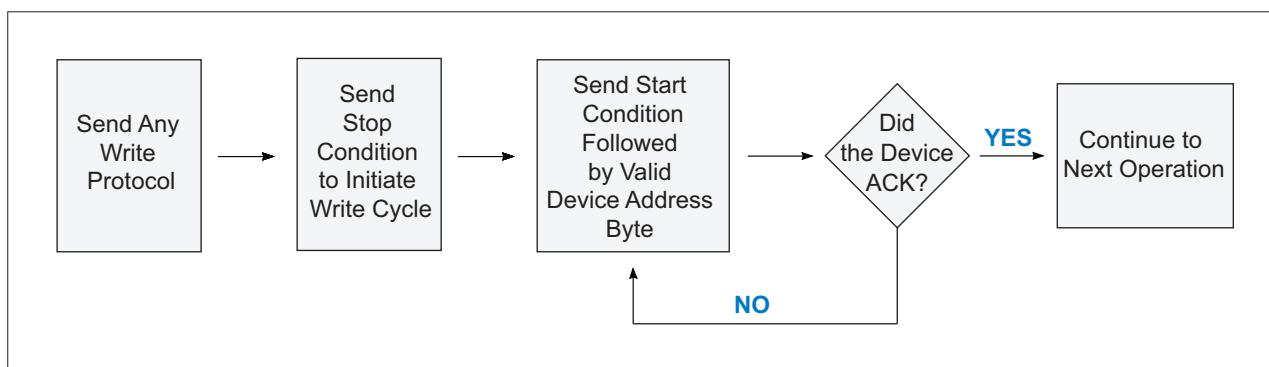 Send Any
Write
Protocol
Send
Stop
Condition
to Initiate
Write Cycle
Send Start
Condition
Followed
by Valid
Device Address
Byte
Did
the Device
ACK?
YES
NO
Continue to
Next Operation